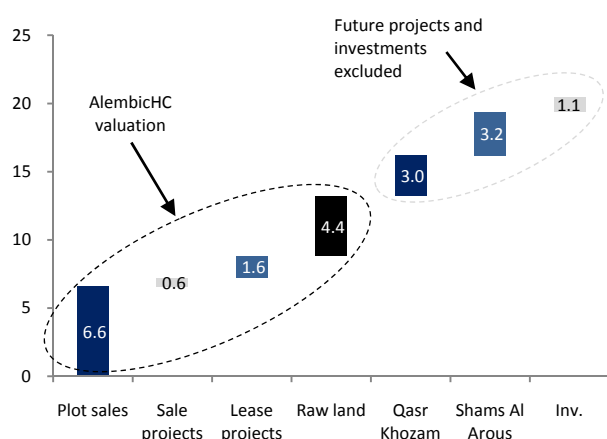 25
20
15
10
5
0
AlembicHC
valuation
Future projects and
investments
excluded
6.6
0.6
1.6
4.4
3.0
3.2
1.1
Plot sales
Sale
projects
Lease
projects
Raw land
Qasr
Khozam
Shams Al
Arous
Inv.